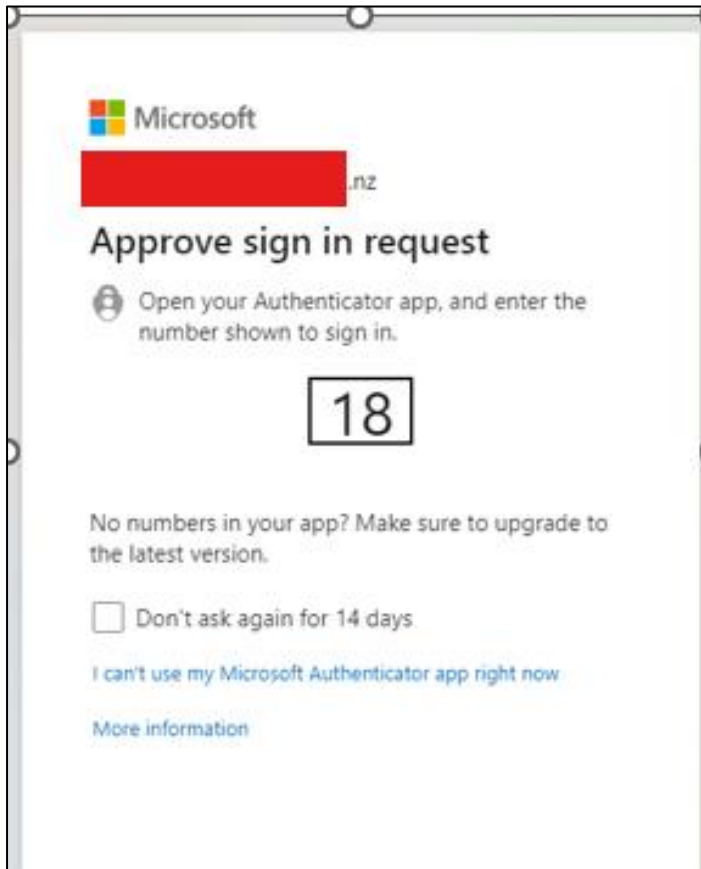 Microsoft
.nz
Approve sign in request
Open your Authenticator app, and enter the
number shown to sign in.
18
No numbers in your app? Make sure to upgrade to
the latest version.
Don't ask again for 14 days
I can't use my Microsoft Authenticator app right now
More information